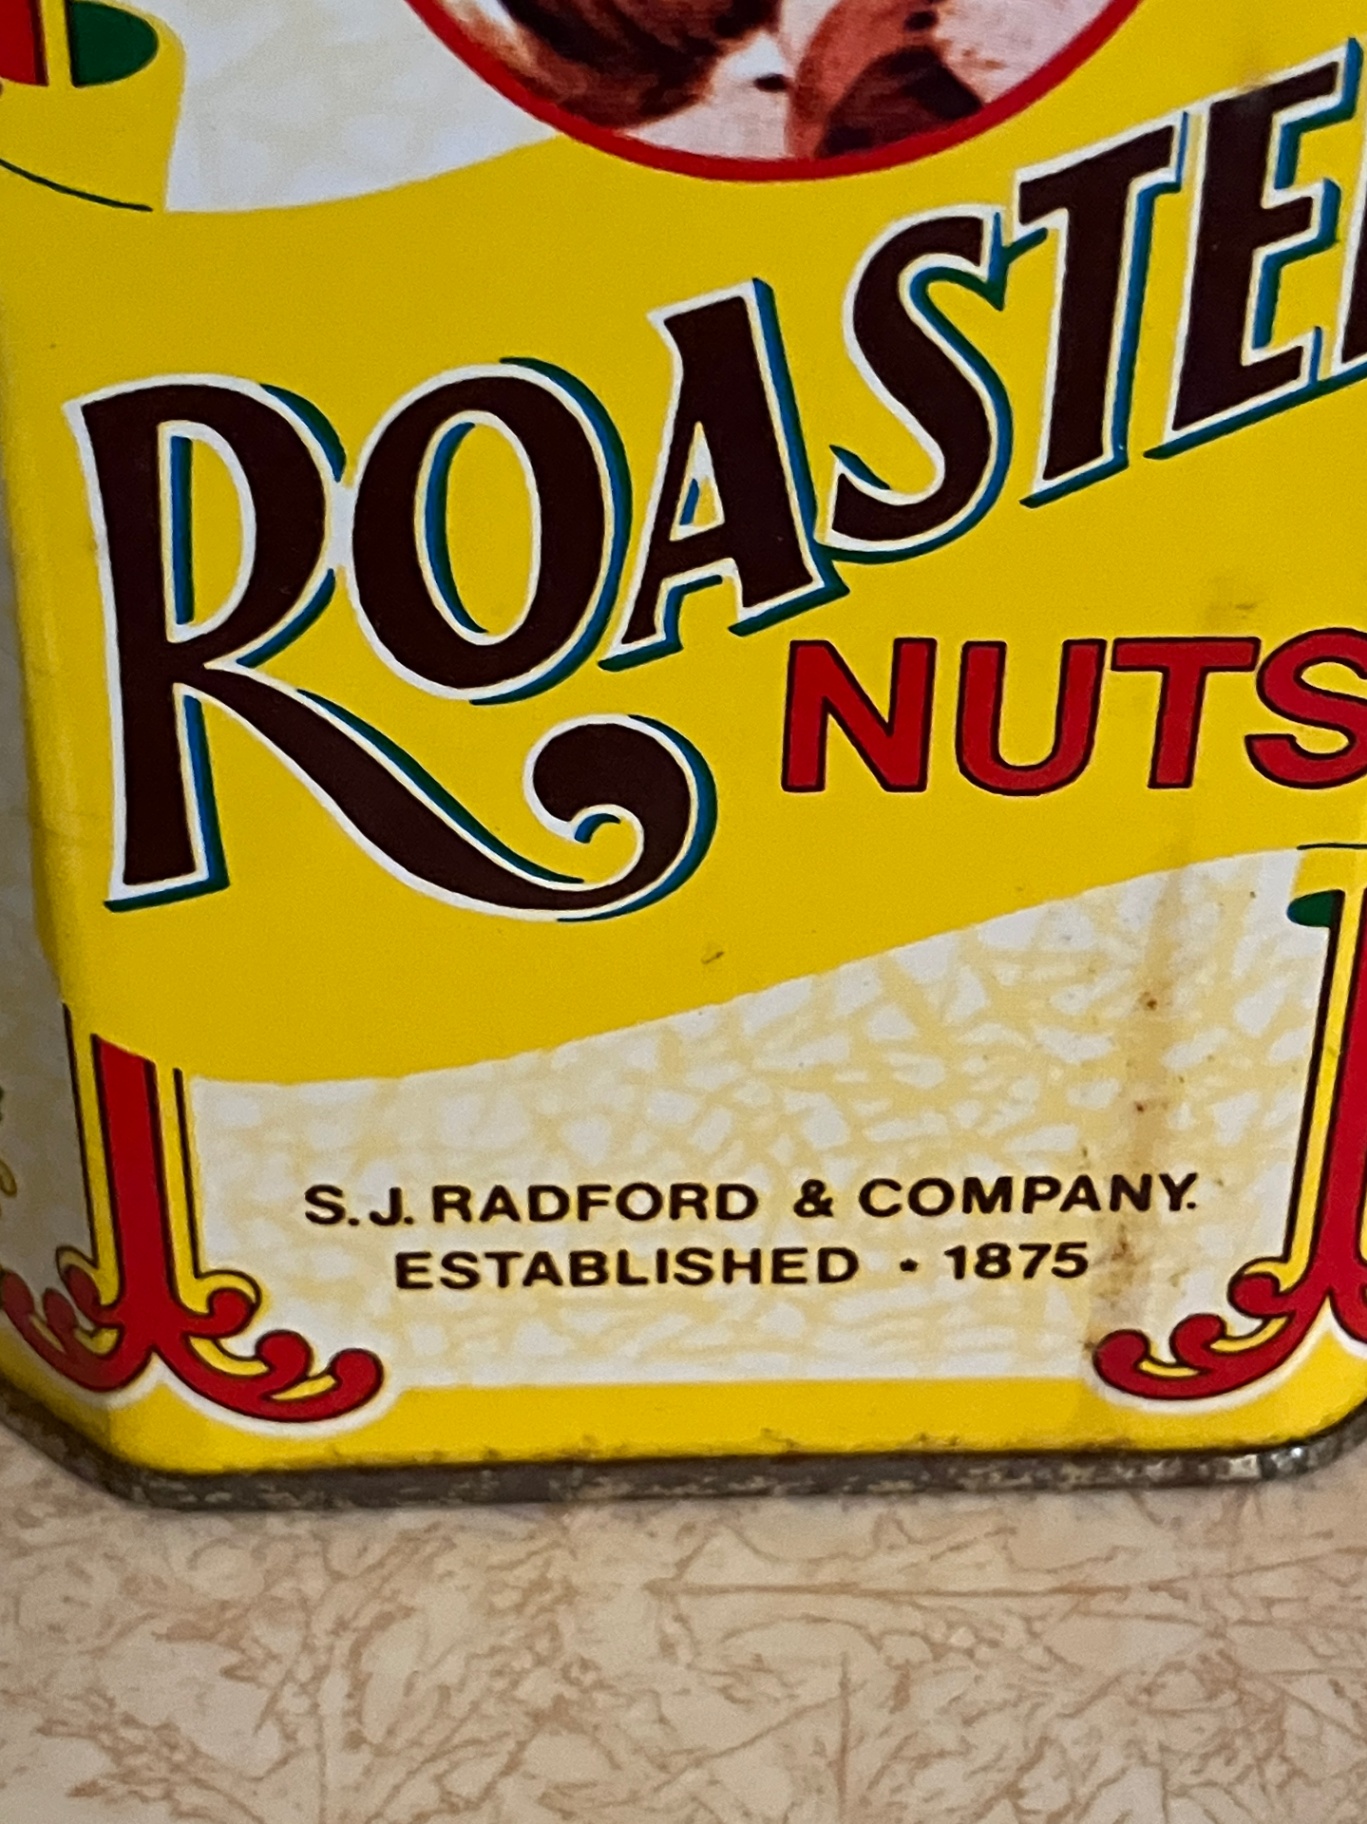 ROASTE
NUTS
S.J. RADFORD & COMPANY.
ESTABLISHED • 1875